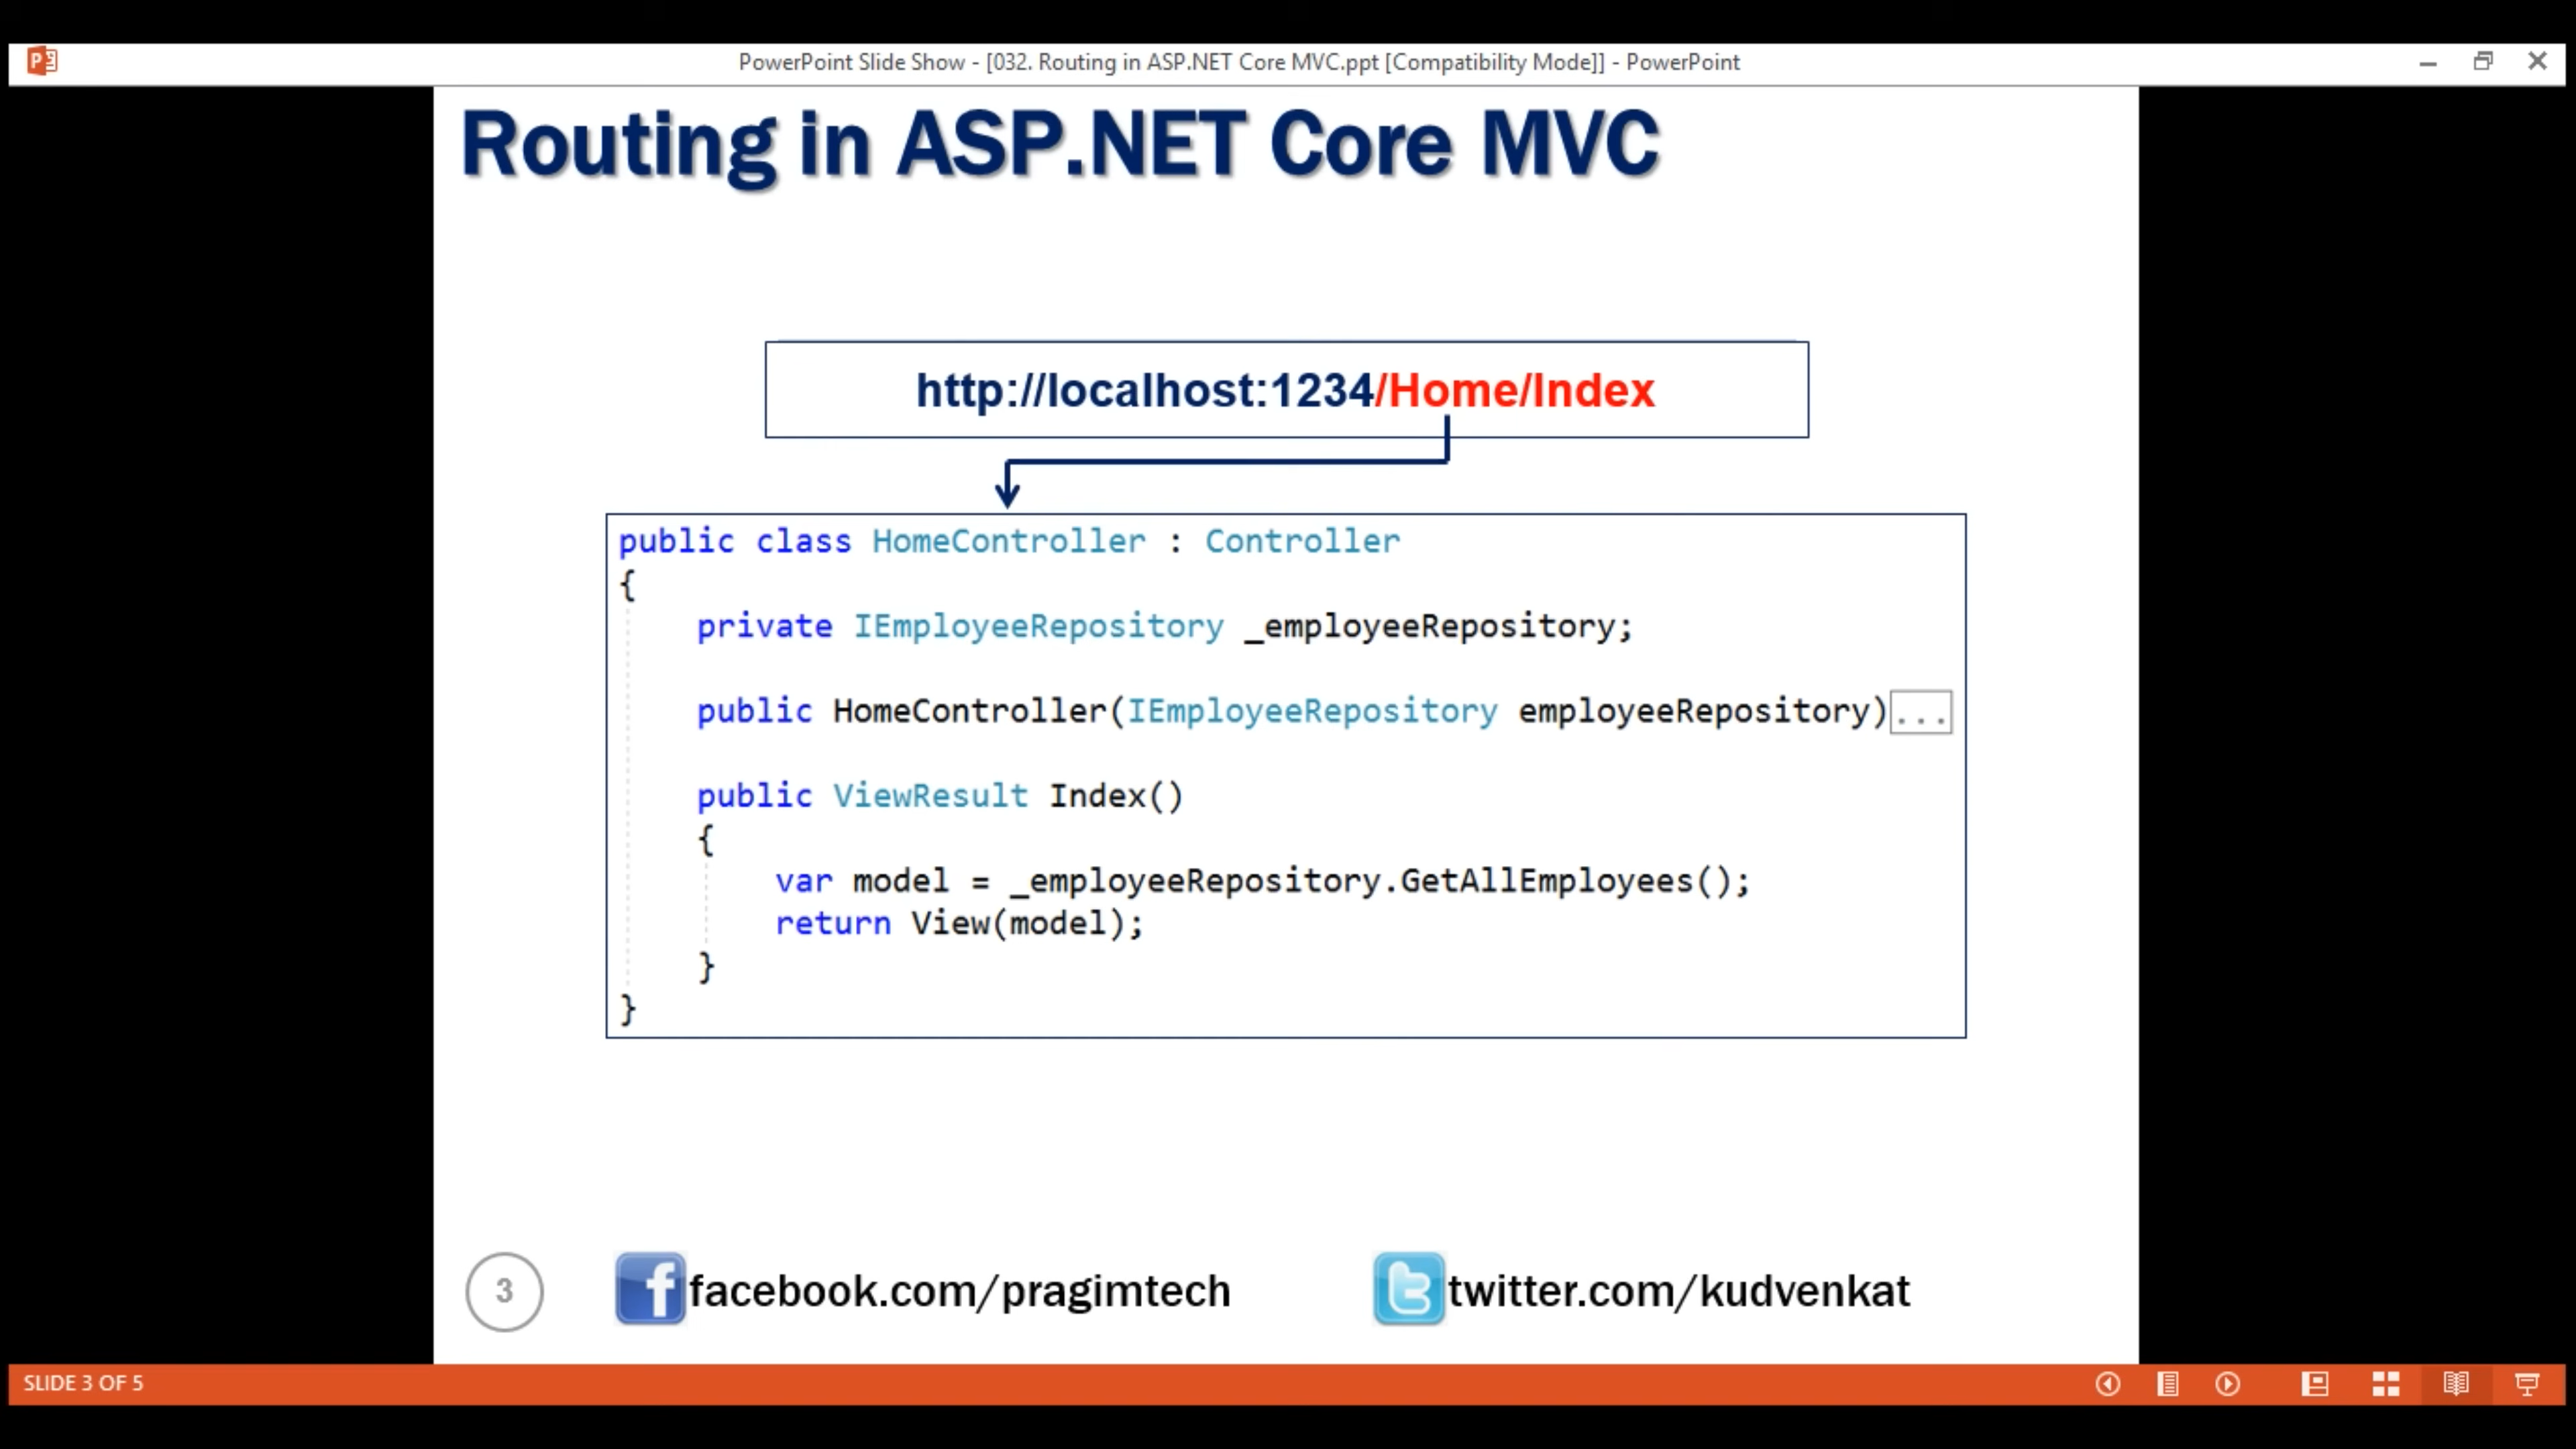 PowerPoint Slide Show - [032. Routing in ASP.NET Core MVC.ppt [Compatibility Mode]] - PowerPoint
Routing in ASP.NET Core MVC
http://localhost:1234/Home/Index
public class HomeController : Controller
{
    private IEmployeeRepository _employeeRepository;
    public HomeController(IEmployeeRepository employeeRepository)...
    public ViewResult Index()
    {
        var model = _employeeRepository.GetAllEmployees();
        return View(model);
    }
}
3
facebook.com/pragimtech
twitter.com/kudvenkat
SLIDE 3 OF 5